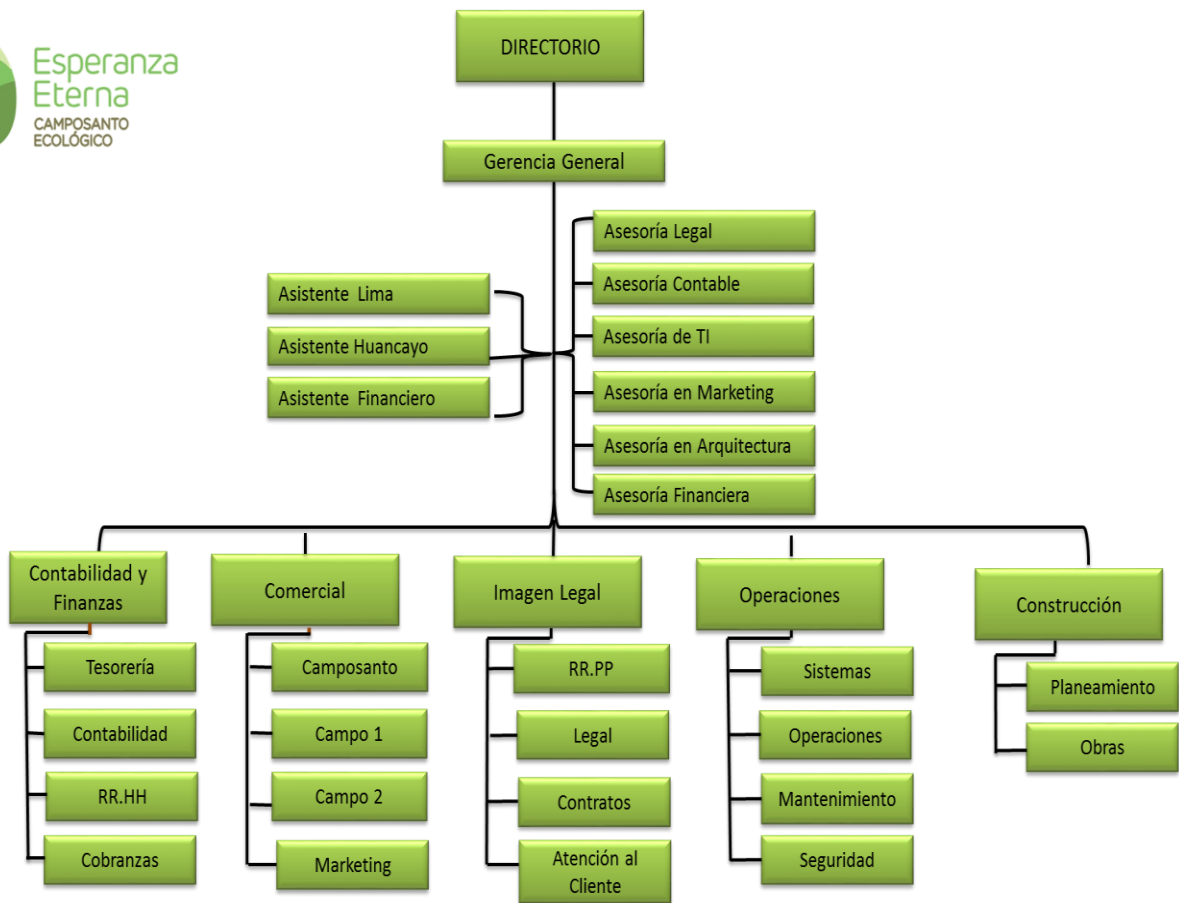 Esperanza
Eterna
CAMPOSANTO
ECOLÓGICO
DIRECTORIO
Gerencia General
Asesoría Legal
Asesoría Contable
Asesoría de TI
Asesoría en Marketing
Asesoría en Arquitectura
Asesoría Financiera
Asistente Lima
Asistente Huancayo
Asistente Financiero
Contabilidad y
Finanzas
Tesorería
Contabilidad
RR.HH
Cobranzas
Comercial
Camposanto
Campo 1
Campo 2
Marketing
Imagen Legal
RR.PP
Legal
Contratos
Atención al
Cliente
Operaciones
Sistemas
Operaciones
Mantenimiento
Seguridad
Construcción
Planeamiento
Obras